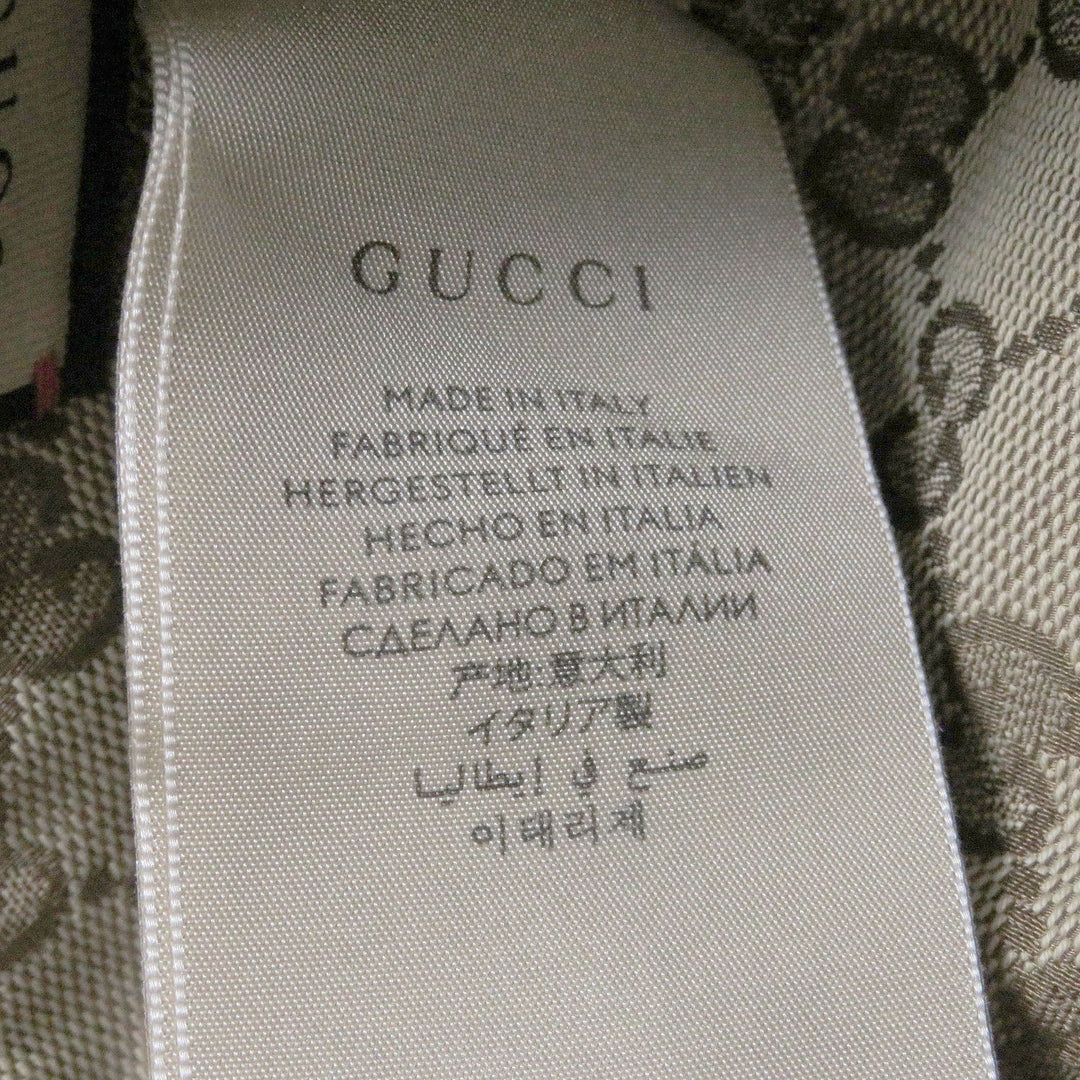 GUCCI
MADE IN ITALY
FABRIQUÉ EN ITALIE
HERGESTELLT IN ITALIEN
HECHO EN ITALIA
FABRICADO EM ITÁLIA
СДЕЛАНО В ИТАЛИИ
产地:意大利
イタリア製
صنع في إيطاليا
이태리제